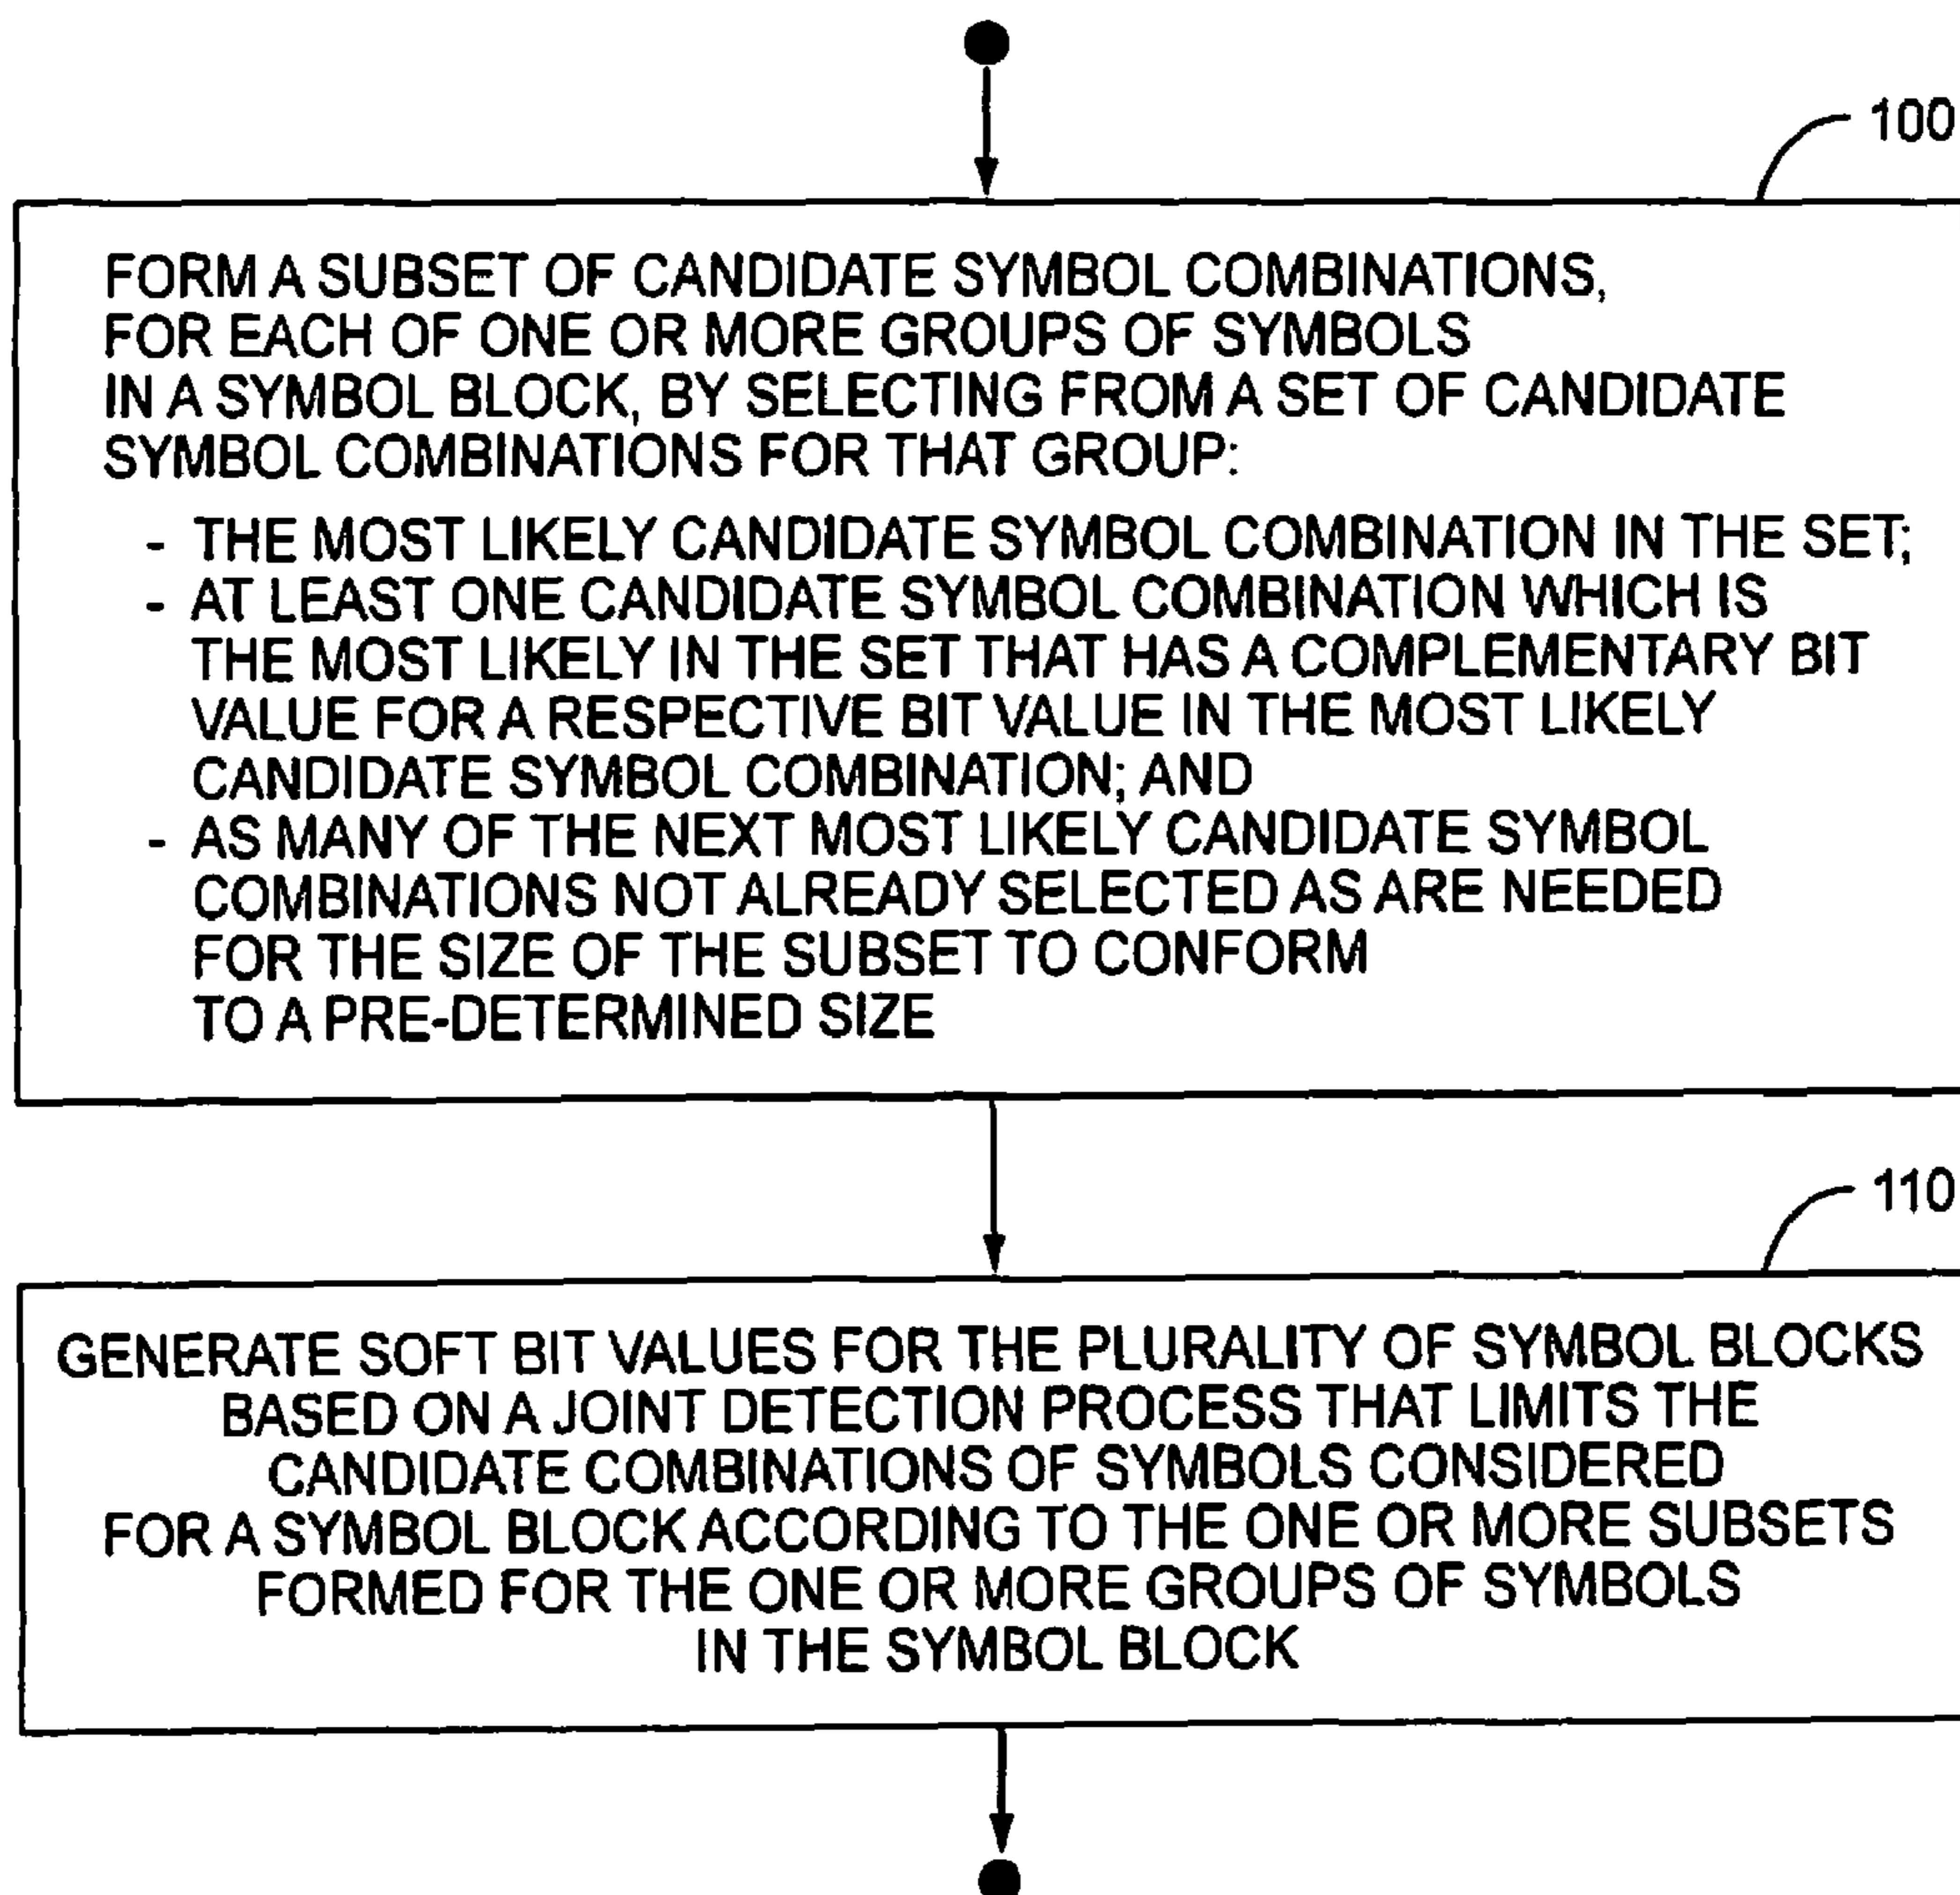 100
FORM A SUBSET OF CANDIDATE SYMBOL COMBINATIONS,
FOR EACH OF ONE OR MORE GROUPS OF SYMBOLS
IN A SYMBOL BLOCK, BY SELECTING FROM A SET OF CANDIDATE
SYMBOL COMBINATIONS FOR THAT GROUP:
- THE MOST LIKELY CANDIDATE SYMBOL COMBINATION IN THE SET;
- AT LEAST ONE CANDIDATE SYMBOL COMBINATION WHICH IS
THE MOST LIKELY IN THE SET THAT HAS A COMPLEMENTARY BIT
VALUE FOR A RESPECTIVE BIT VALUE IN THE MOST LIKELY
CANDIDATE SYMBOL COMBINATION; AND
- AS MANY OF THE NEXT MOST LIKELY CANDIDATE SYMBOL
COMBINATIONS NOT ALREADY SELECTED AS ARE NEEDED
FOR THE SIZE OF THE SUBSET TO CONFORM
TO A PRE-DETERMINED SIZE
110
GENERATE SOFT BIT VALUES FOR THE PLURALITY OF SYMBOL BLOCKS
BASED ON A JOINT DETECTION PROCESS THAT LIMITS THE
CANDIDATE COMBINATIONS OF SYMBOLS CONSIDERED
FOR A SYMBOL BLOCK ACCORDING TO THE ONE OR MORE SUBSETS
FORMED FOR THE ONE OR MORE GROUPS OF SYMBOLS
IN THE SYMBOL BLOCK